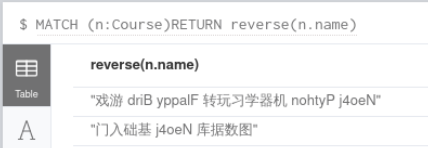 $ MATCH (n:Course)RETURN reverse(n.name)
reverse(n.name)
Table
"戏游 driB yppalF 转玩习学器机 nohtyP j4oeN"
A
"门入础基 j4oeN 库据数图"